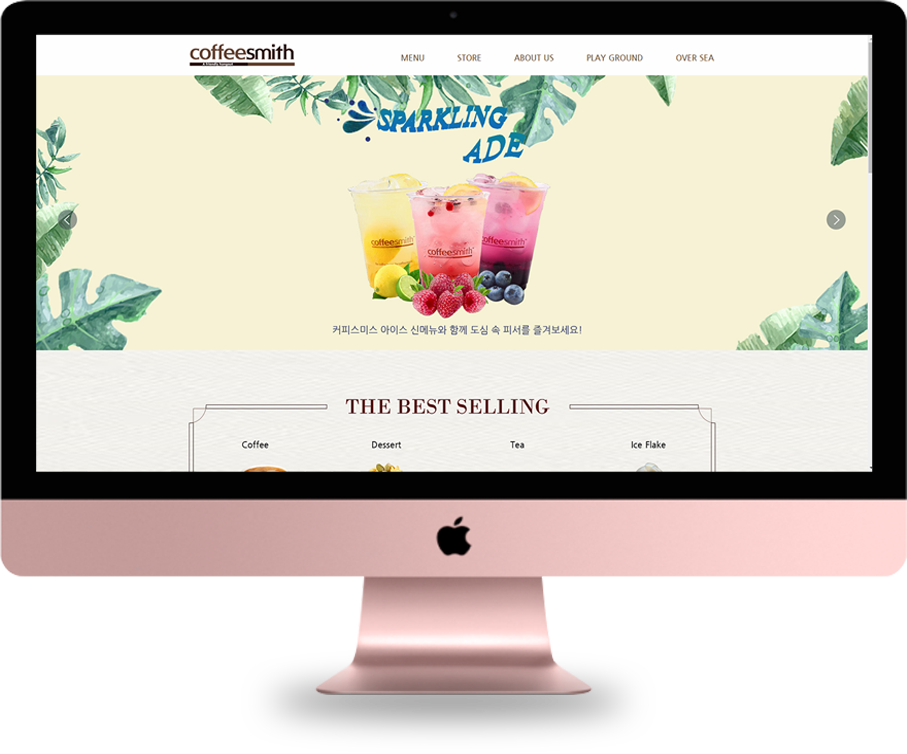 coffeesmith
MENU STORE ABOUT US PLAY GROUND OVER SEA
SPARKLING
ADE
coffeesmith coffeesmith coffeesmith
커피스미스 아이스 신메뉴와 함께 도심 속 피서를 즐겨보세요!
THE BEST SELLING
Coffee Dessert Tea Ice Flake